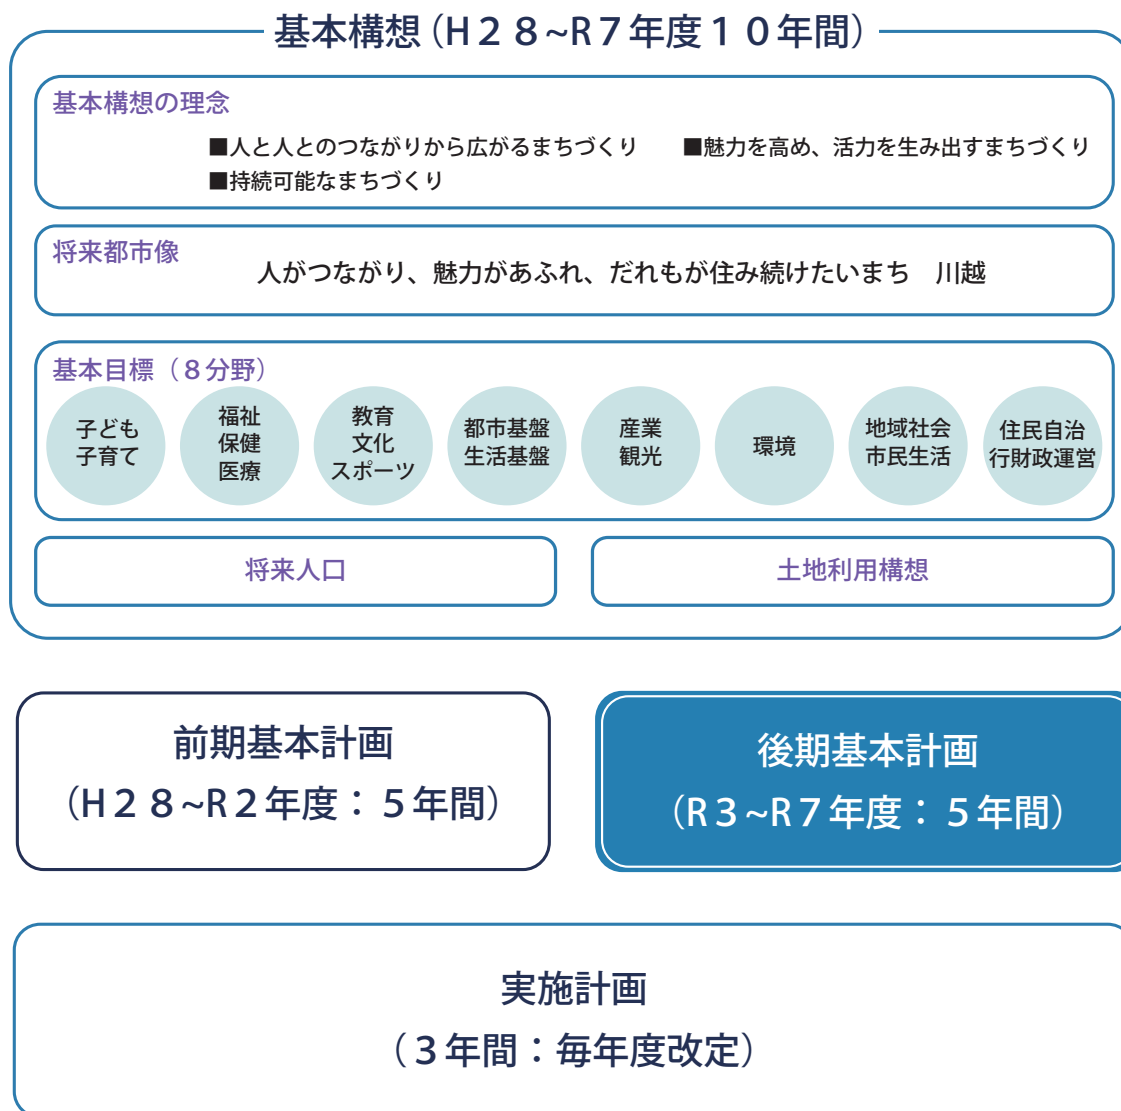 基本構想（H２８~R７年度１０年間）
基本構想の理念
■人と人とのつながりから広がるまちづくり　　■魅力を高め、活力を生み出すまちづくり
■持続可能なまちづくり
将来都市像
人がつながり、魅力があふれ、だれもが住み続けたいまち　川越
基本目標（８分野）
子ども
子育て
福祉
保健
医療
教育
文化
スポーツ
都市基盤
生活基盤
産業
観光
環境
地域社会
市民生活
住民自治
行財政運営
将来人口
土地利用構想
前期基本計画
（H２８~R２年度：５年間）
後期基本計画
（R３~R７年度：５年間）
実施計画
（３年間：毎年度改定）